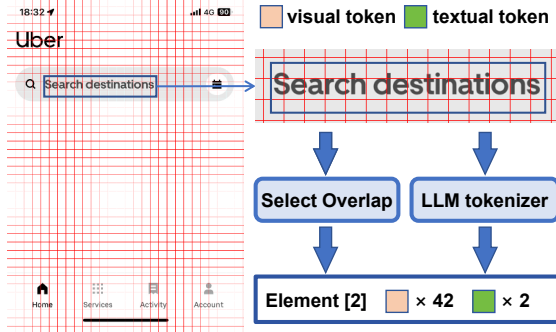 18:32 4G 90
Uber
Search destinations
Home Services Activity Account
visual token textual token
Search destinations
Select Overlap LLM tokenizer
Element [2] × 42 × 2